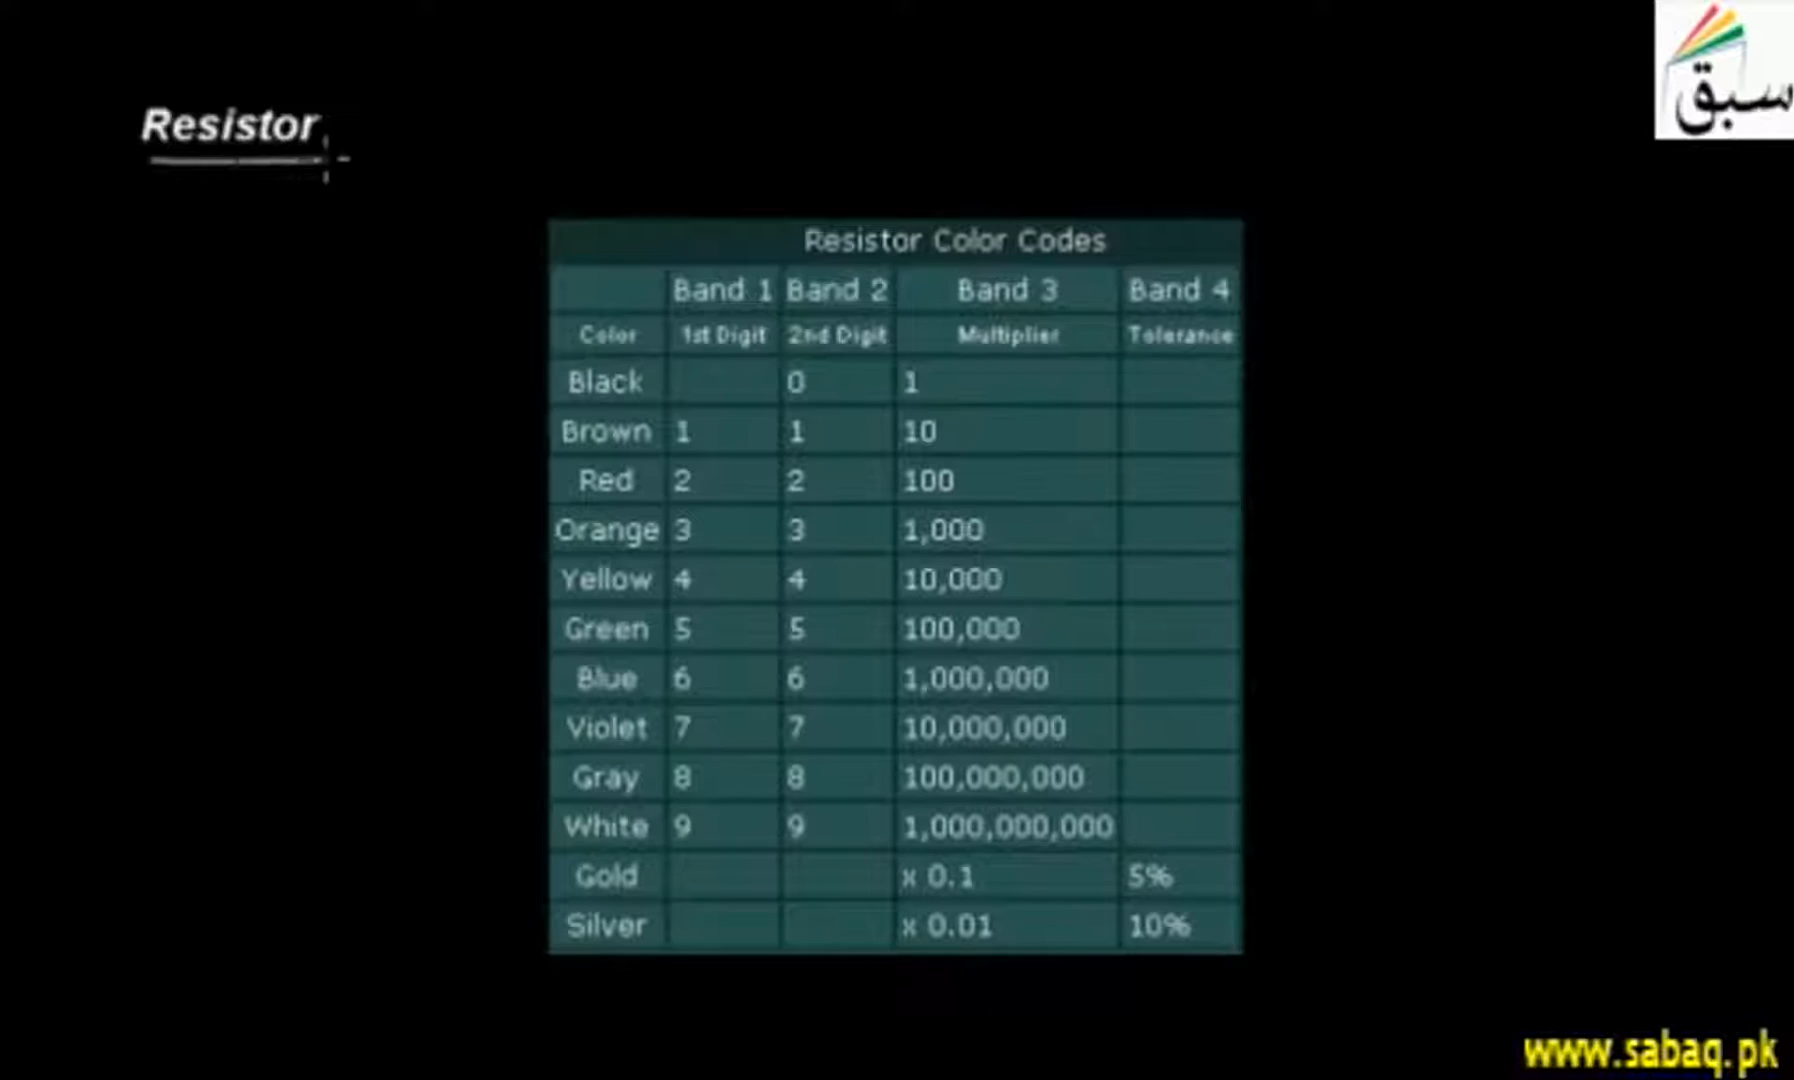 سبق
Resistor
Resistor Color Codes
Band 1 Band 2 Band 3 Band 4
Color 1st Digit 2nd Digit Multiplier Tolerance
Black 0 1
Brown 1 1 10
Red 2 2 100
Orange 3 3 1,000
Yellow 4 4 10,000
Green 5 5 100,000
Blue 6 6 1,000,000
Violet 7 7 10,000,000
Gray 8 8 100,000,000
White 9 9 1,000,000,000
Gold x 0.1 5%
Silver x 0.01 10%
www.sabaq.pk